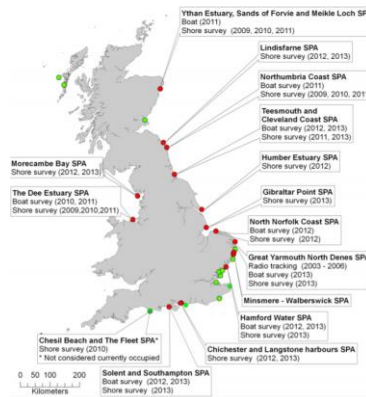 Ythan Estuary, Sands of Forvie and Meikle Loch SPA
Boat (2011)
Shore survey (2009, 2010, 2011)
Lindisfarne SPA
Shore survey (2012, 2013)
Northumbria Coast SPA
Boat survey (2011)
Shore survey (2009, 2010, 2011)
Teesmouth and
Cleveland Coast SPA
Boat survey (2012, 2013)
Shore survey (2011, 2013)
Morecambe Bay SPA
Shore survey (2012, 2013)
Humber Estuary SPA
Shore survey (2012)
The Dee Estuary SPA
Boat survey (2010, 2011)
Shore survey (2009,2010,2011)
Gibraltar Point SPA
Shore survey (2013)
North Norfolk Coast SPA
Boat survey (2012)
Shore survey (2012)
Great Yarmouth North Denes SPA
Radio tracking (2003 - 2006)
Boat survey (2013)
Shore survey (2013)
Minsmere - Walberswick SPA
Hamford Water SPA
Boat survey (2012, 2013)
Shore survey (2012, 2013)
Chesil Beach and The Fleet SPA*
Shore survey (2010)
* Not considered currently occupied
Chichester and Langstone harbours SPA
Shore survey (2012, 2013)
Solent and Southampton SPA
Boat survey (2012, 2013)
Shore survey (2012, 2013)
0 50 100 200
Kilometers